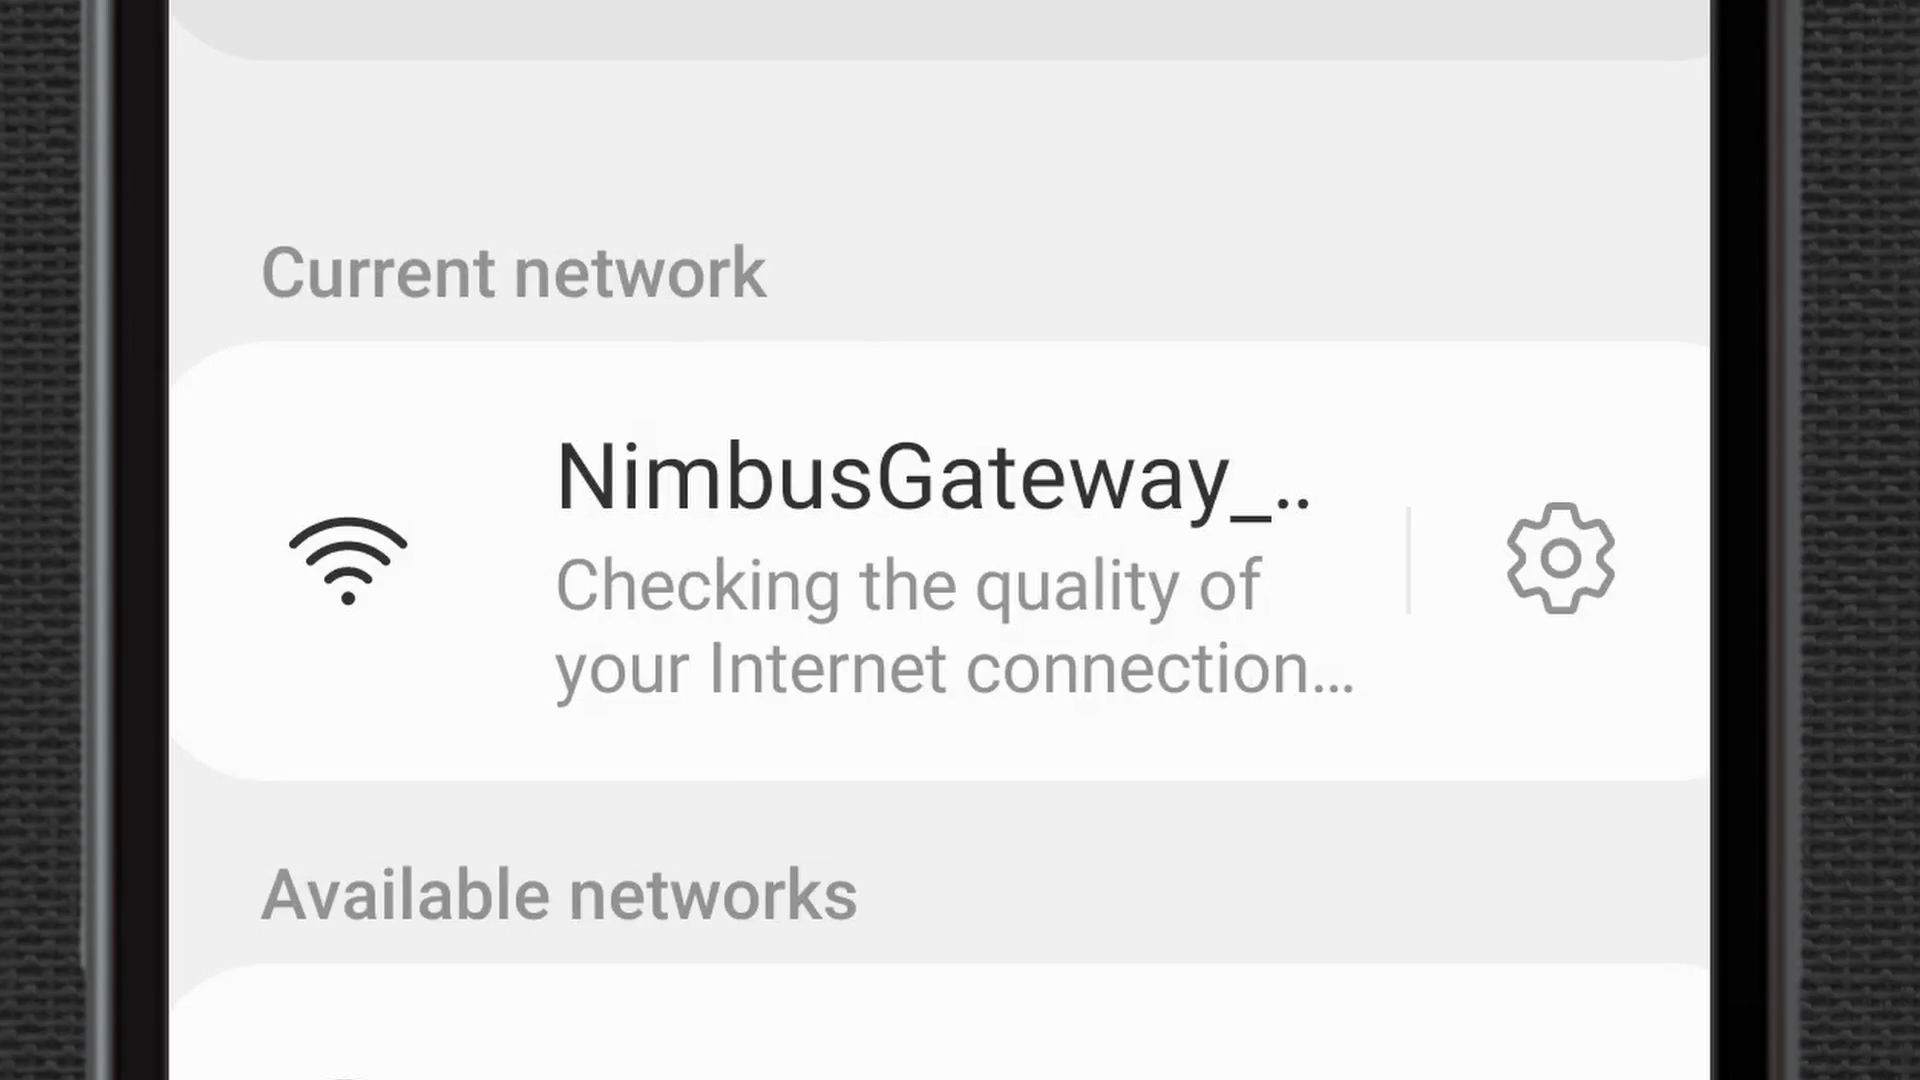 Current network
NimbusGateway_..
Checking the quality of
your Internet connection...
Available networks